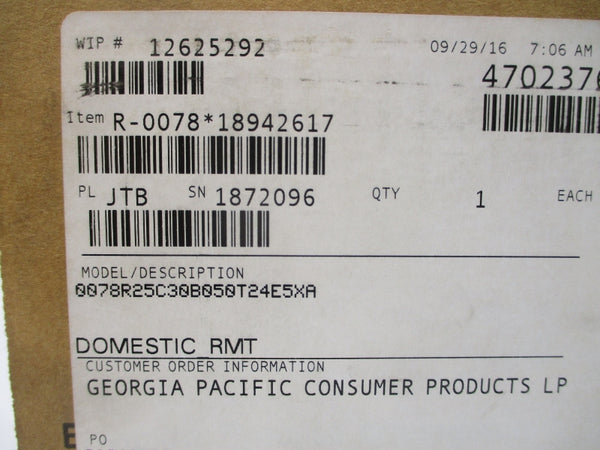 WIP # 12625292 09/29/16 7:06 AM
Item R-0078*18942617
PL JTB SN 1872096 QTY 1 EACH
MODEL/DESCRIPTION
0078R25C30B050T24E5XA
DOMESTIC RMT
CUSTOMER ORDER INFORMATION
GEORGIA PACIFIC CONSUMER PRODUCTS LP
PO